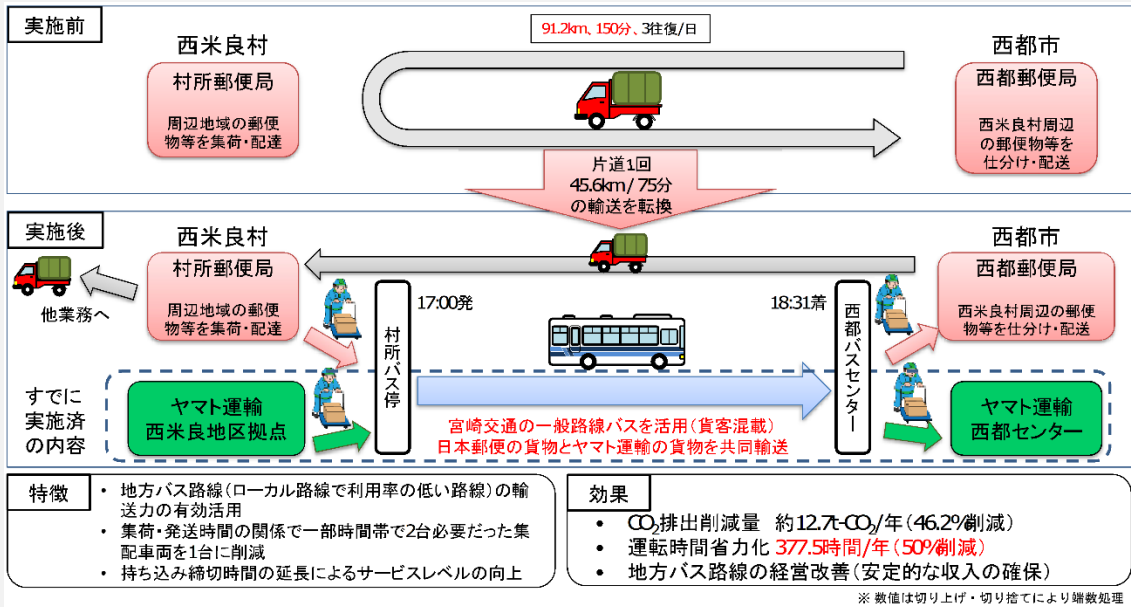 実施前
91.2km、150分、3往復/日
西米良村
西都市
村所郵便局
周辺地域の郵便
物等を集荷・配達
西都郵便局
西米良村周辺
の郵便物等を
仕分け・配送
片道1回
45.6km / 75分
の輸送を転換
実施後
西米良村
西都市
村所郵便局
周辺地域の郵便
物等を集荷・配達
他業務へ
17:00発
18:31着
村所バス停
西都バスセンター
西都郵便局
西米良村周辺の郵便
物等を仕分け・配送
すでに
実施済
の内容
ヤマト運輸
西米良地区拠点
宮崎交通の一般路線バスを活用(貨客混載)
日本郵便の貨物とヤマト運輸の貨物を共同輸送
ヤマト運輸
西都センター
特徴
・ 地方バス路線(ローカル路線で利用率の低い路線)の輸
送力の有効活用
・ 集荷・発送時間の関係で一部時間帯で2台必要だった集
配車両を1台に削減
・ 持ち込み締切時間の延長によるサービスレベルの向上
効果
• CO2排出削減量 約12.7t-CO2/年(46.2%削減)
• 運転時間省力化 377.5時間/年(50%削減)
• 地方バス路線の経営改善(安定的な収入の確保)
※ 数値は切り上げ・切り捨てにより端数処理